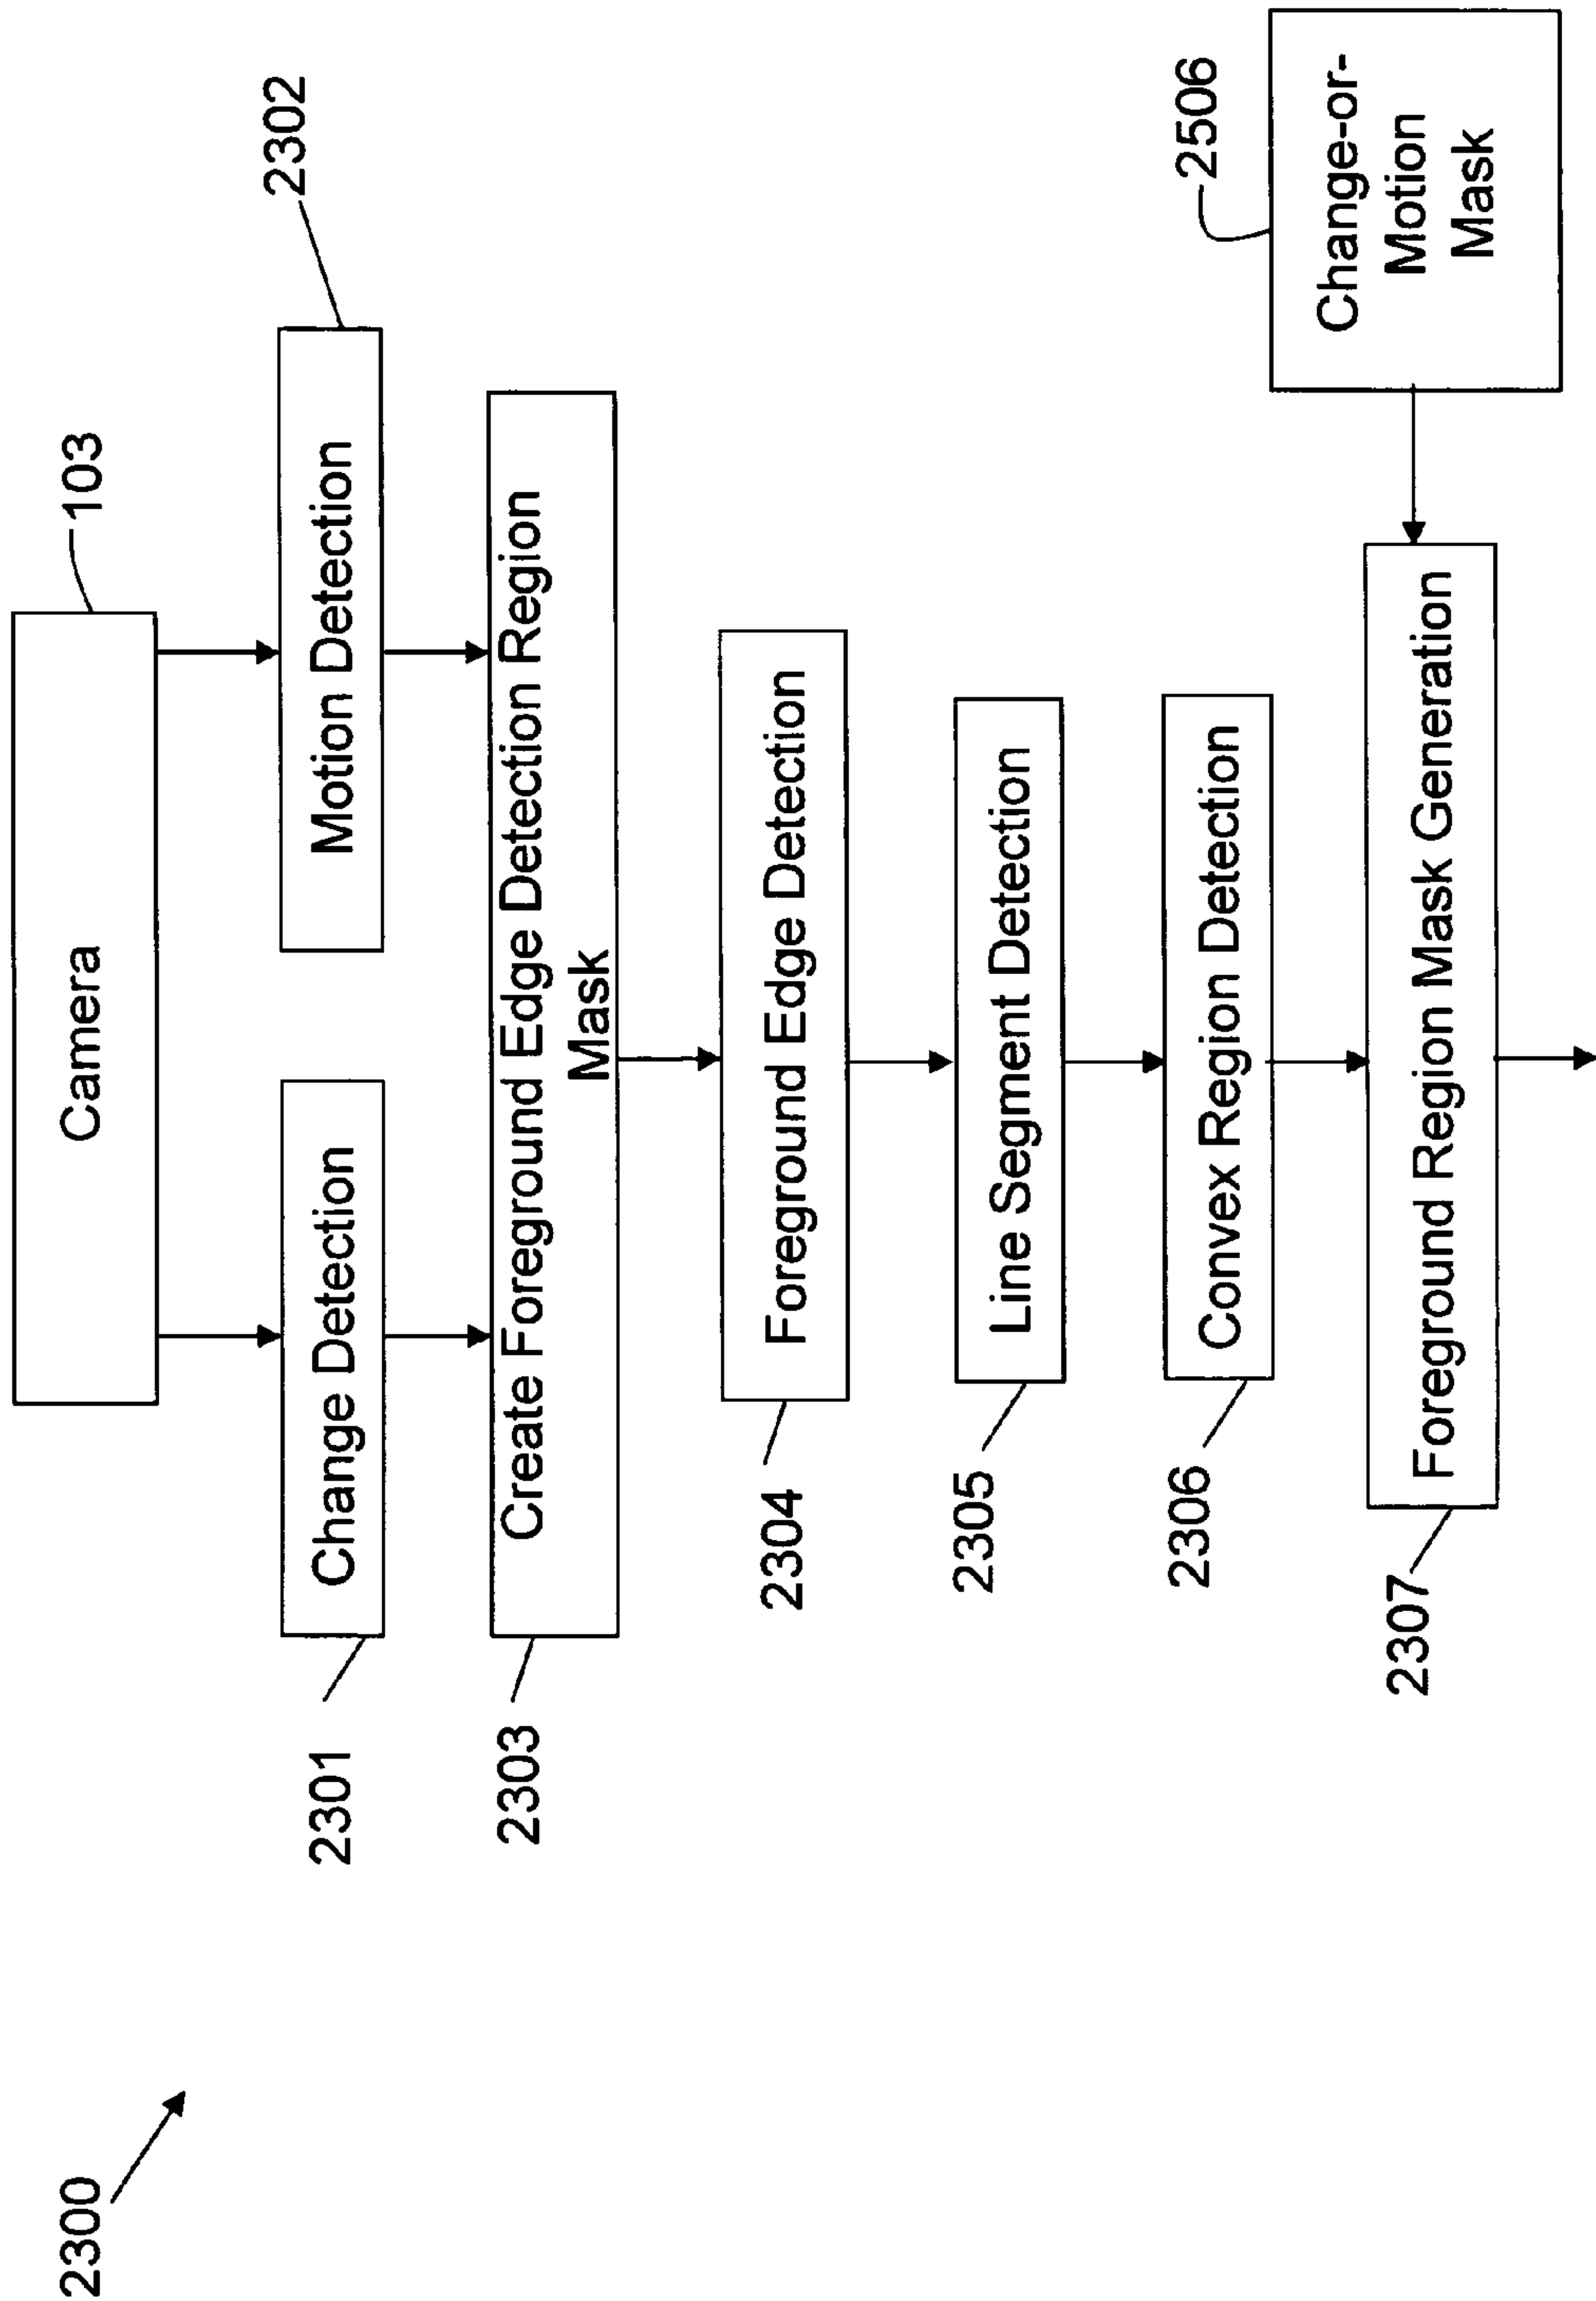 2300
Camera
103
2301
Change Detection
Motion Detection
2302
2303
Create Foreground Edge Detection Region
Mask
2304
Foreground Edge Detection
2305
Line Segment Detection
2306
Convex Region Detection
2307
Foreground Region Mask Generation
2506
Change-or-
Motion
Mask